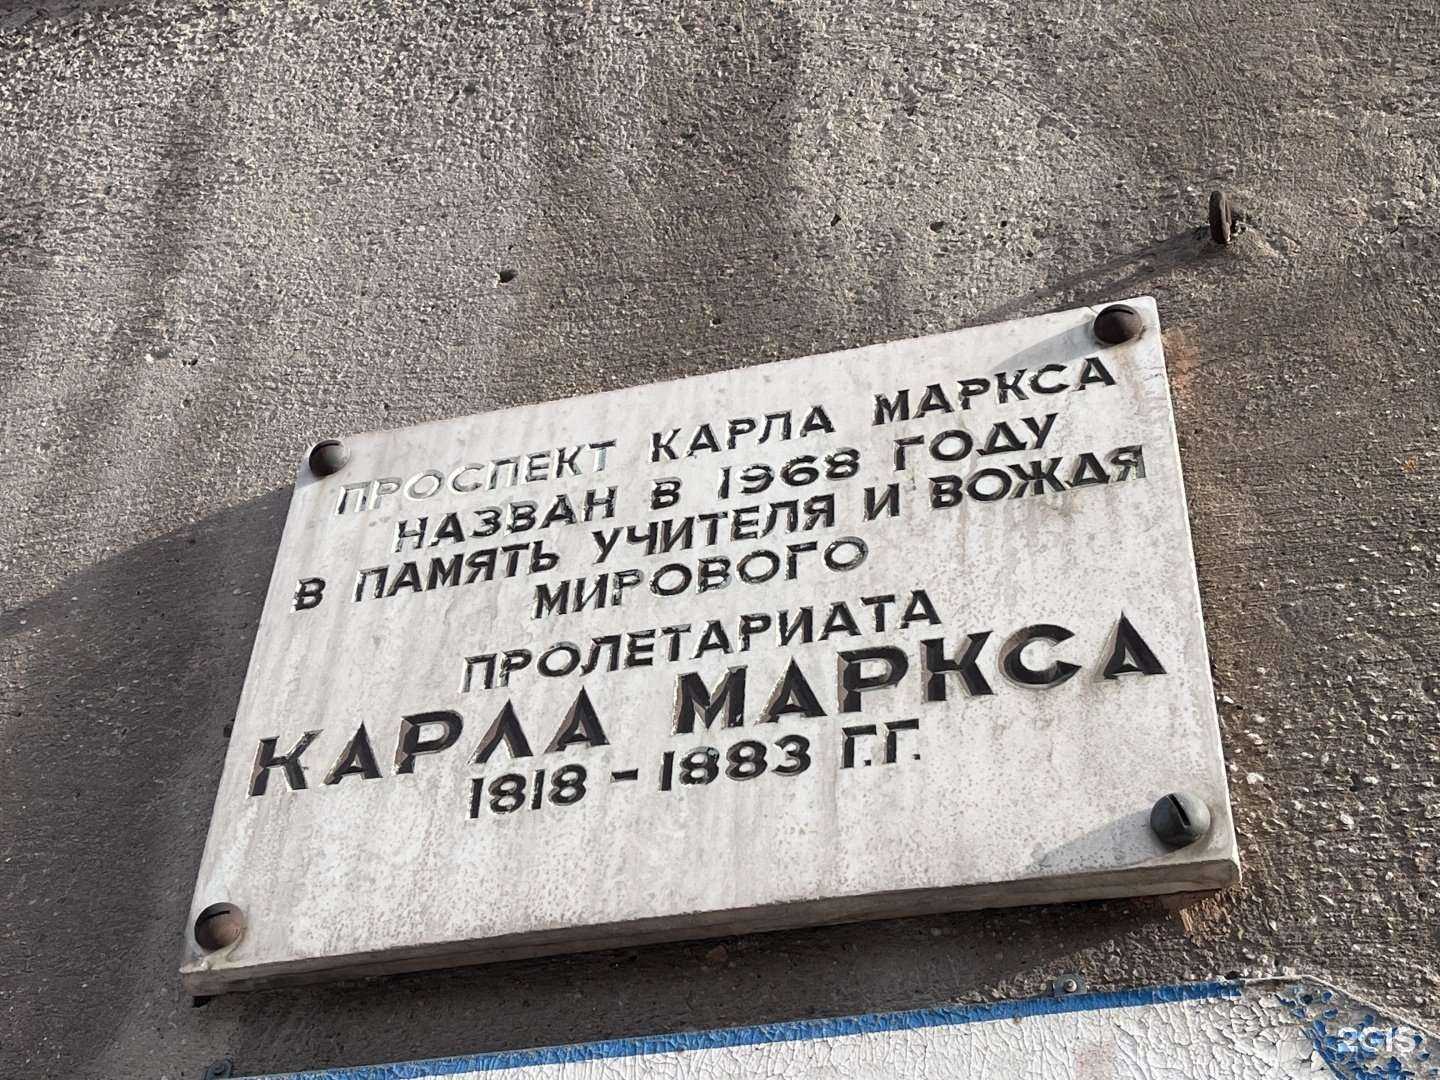 ПРОСПЕКТ КАРЛА МАРКСА
НАЗВАН В 1968 ГОДУ
В ПАМЯТЬ УЧИТЕЛЯ И ВОЖДЯ
МИРОВОГО
ПРОЛЕТАРИАТА
КАРЛА МАРКСА
1818 - 1883 Г.Г.
2GIS